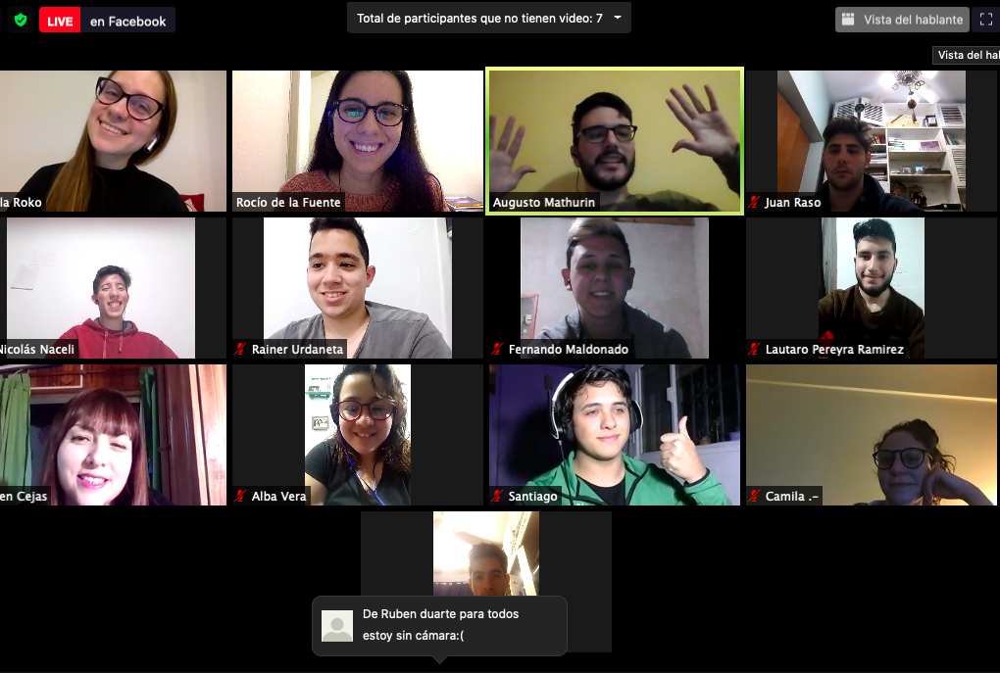 LIVE en Facebook
Total de participantes que no tienen video: 7
Vista del hablante
Vista del hal
la Roko
Rocío de la Fuente
Augusto Mathurin
Juan Raso
Nicolás Naceli
Rainer Urdaneta
Fernando Maldonado
Lautaro Pereyra Ramirez
en Cejas
Alba Vera
Santiago
Camila .-
De Ruben duarte para todos
estoy sin cámara:(